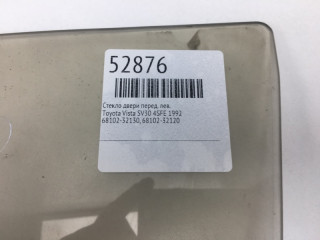 52876
Стекло двери перед. лев.
Toyota Vista SV30 4SFE 1992
68102-32130, 68102-32120